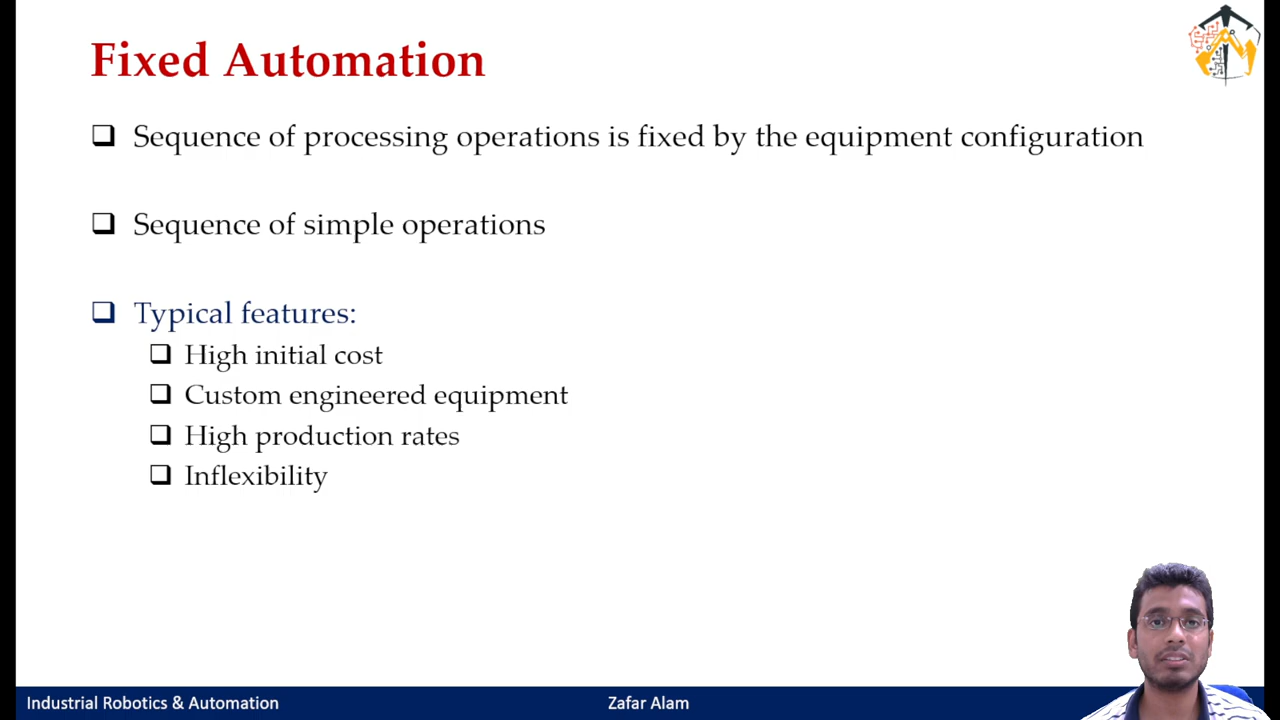 Fixed Automation
Sequence of processing operations is fixed by the equipment configuration
Sequence of simple operations
Typical features:
High initial cost
Custom engineered equipment
High production rates
Inflexibility
Industrial Robotics & Automation
Zafar Alam